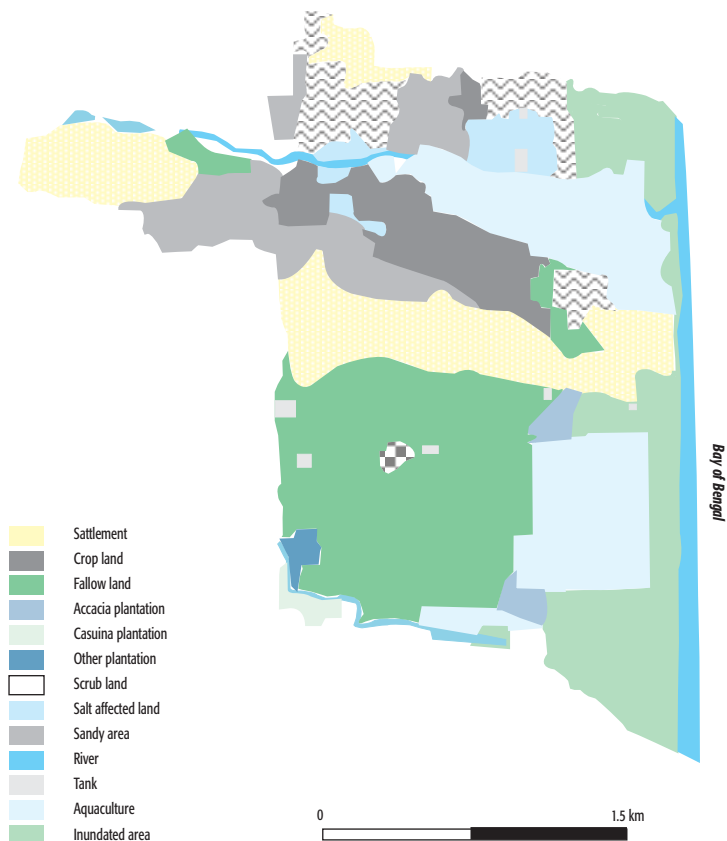 Bay of Bengal
Sattlement
Crop land
Fallow land
Accacia plantation
Casuina plantation
Other plantation
Scrub land
Salt affected land
Sandy area
River
Tank
Aquaculture
Inundated area
0 1.5 km